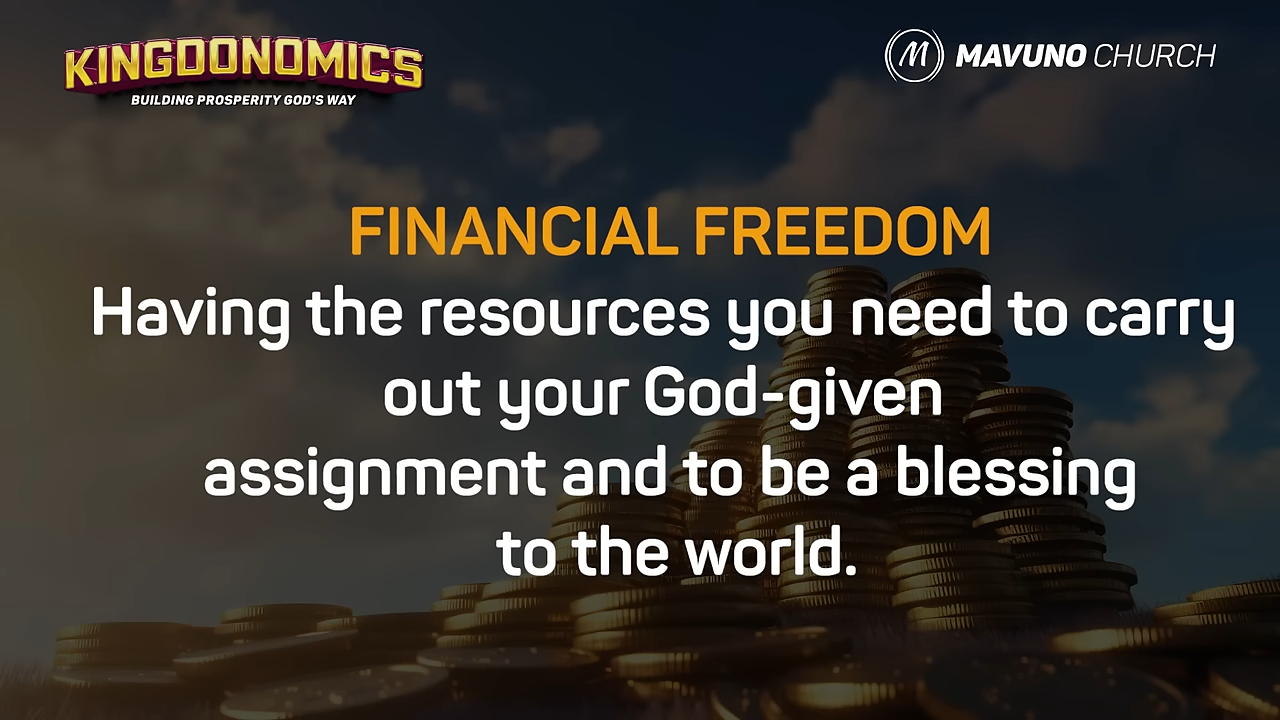 KINGDONOMICS
BUILDING PROSPERITY GOD'S WAY
M MAVUNO CHURCH
FINANCIAL FREEDOM
Having the resources you need to carry
out your God-given
assignment and to be a blessing
to the world.